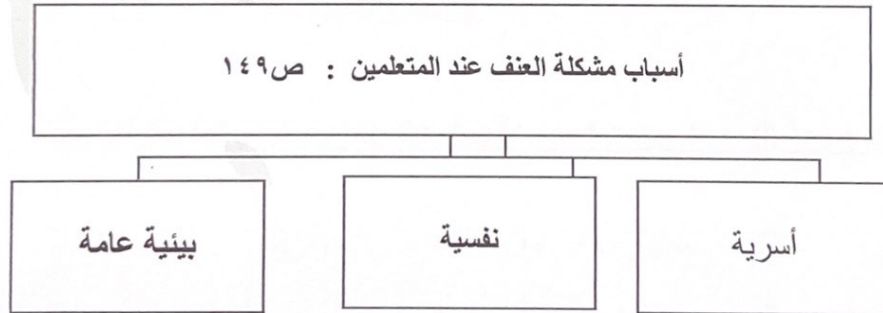 أسباب مشكلة العنف عند المتعلمين : ص١٤٩
أسرية
نفسية
بيئية عامة